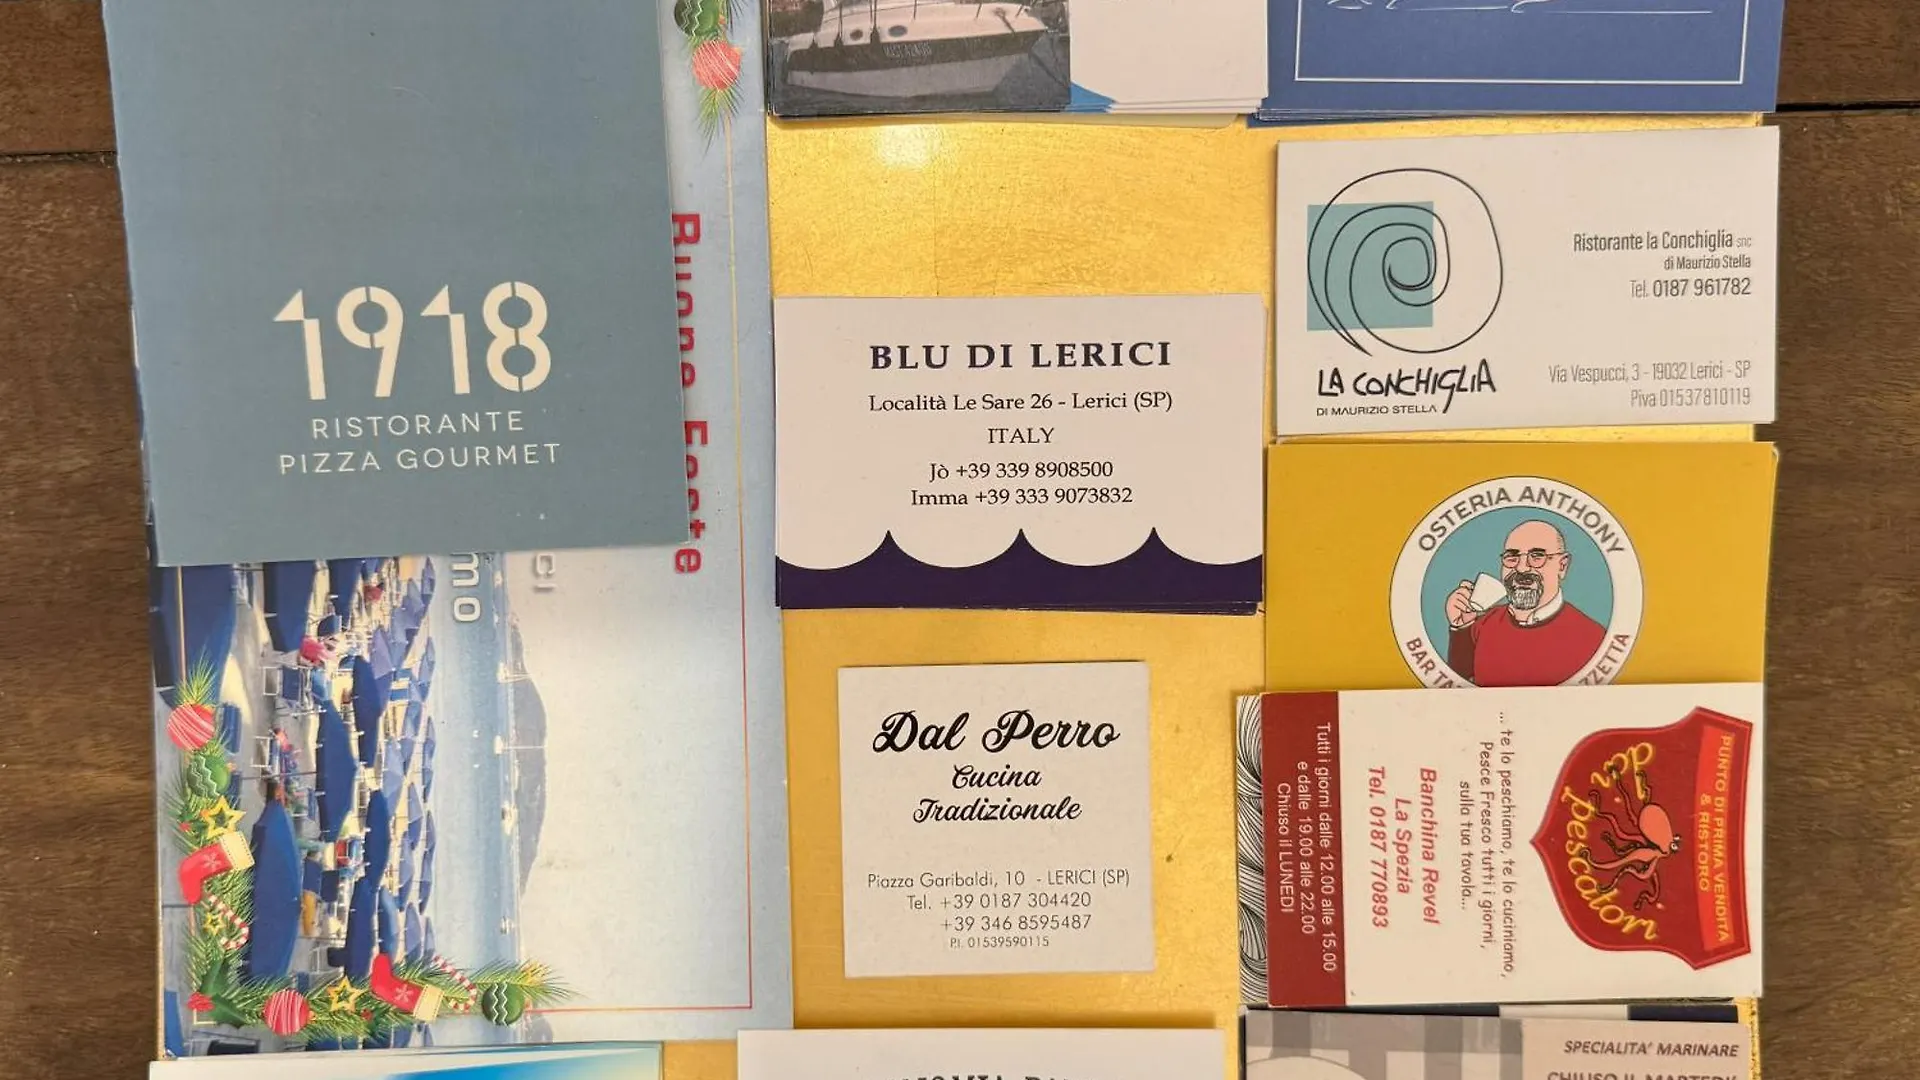 1918
RISTORANTE
PIZZA GOURMET
Buone Feste
BLU DI LERICI
Località Le Sare 26 - Lerici (SP)
ITALY
Jò +39 339 8908500
Imma +39 333 9073832
Dal Perro
Cucina
Tradizionale
Piazza Garibaldi, 10 - LERICI (SP)
Tel. +39 0187 304420
+39 346 8595487
P.I. 01539590115
Ristorante la Conchiglia snc
di Maurizio Stella
Tel. 0187 961782
LA CONCHIGLIA
DI MAURIZIO STELLA
Via Vespucci, 3 - 19032 Lerici - SP
Piva 01537810119
OSTERIA ANTHONY
BAR
PUNTO DI PRIMA VENDITA
& RISTORO
dai pescatori
... te lo peschiamo, te lo cuciniamo,
Pesce Fresco tutti i giorni,
sulla tua tavola...
Banchina Revel
La Spezia
Tel. 0187 770893
Tutti i giorni dalle 12.00 alle 15.00
e dalle 19.00 alle 22.00
Chiuso il LUNEDI
SPECIALITA' MARINARE
CHIUSO IL MARTEDI'